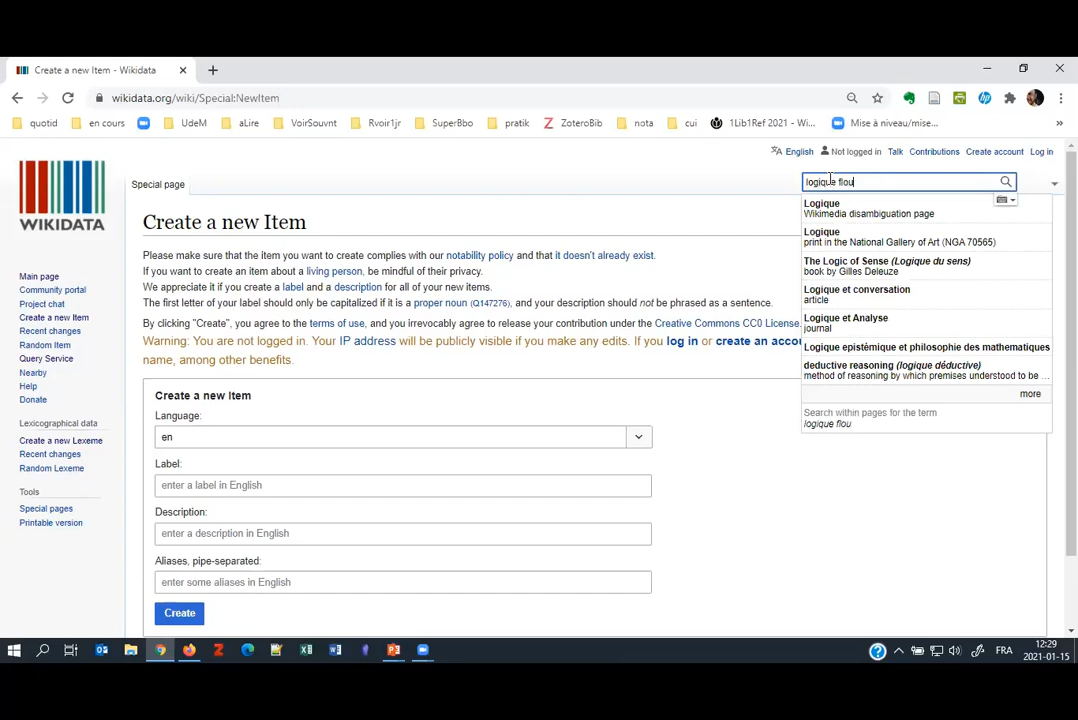 Create a new Item - Wikidata
wikidata.org/wiki/Special:NewItem
quotid en cours UdeM aLire VoirSouvnt Rvoir1jr SuperBbo pratik ZoteroBib nota cui 1Lib1Ref 2021 - Wi... Mise à niveau/me... »
English Not logged in Talk Contributions Create account Log in
WIKIDATA
Special page
logique flou
Create a new Item
Please make sure that the item you want to create complies with our notability policy and that it doesn't already exist.
If you want to create an item about a living person, be mindful of their privacy.
We appreciate it if you create a label and a description for all of your new items.
The first letter of your label should only be capitalized if it is a proper noun (Q147276), and your description should not be phrased as a sentence.
By clicking "Create", you agree to the terms of use, and you irrevocably agree to release your contribution under the Creative Commons CC0 License.
Warning: You are not logged in. Your IP address will be publicly visible if you make any edits. If you log in or create an accou
name, among other benefits.
Create a new Item
Language:
en
Label:
enter a label in English
Description:
enter a description in English
Aliases, pipe-separated:
enter some aliases in English
Create
Logique
Wikimedia disambiguation page
Logique
print in the National Gallery of Art (NGA 70565)
The Logic of Sense (Logique du sens)
book by Gilles Deleuze
Logique et conversation
article
Logique et Analyse
journal
Logique epistémique et philosophie des mathematiques
deductive reasoning (logique déductive)
method of reasoning by which premises understood to be ...
more
Search within pages for the term
logique flou
Main page
Community portal
Project chat
Create a new Item
Recent changes
Random Item
Query Service
Nearby
Help
Donate
Lexicographical data
Create a new Lexeme
Recent changes
Random Lexeme
Tools
Special pages
Printable version
FRA
12:29
2021-01-15